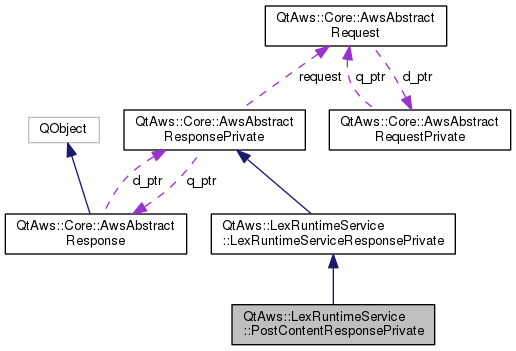 QtAws::Core::AwsAbstract
Request
request
q_ptr
d_ptr
QObject
QtAws::Core::AwsAbstract
ResponsePrivate
QtAws::Core::AwsAbstract
RequestPrivate
d_ptr
q_ptr
QtAws::Core::AwsAbstract
Response
QtAws::LexRuntimeService
::LexRuntimeServiceResponsePrivate
QtAws::LexRuntimeService
::PostContentResponsePrivate